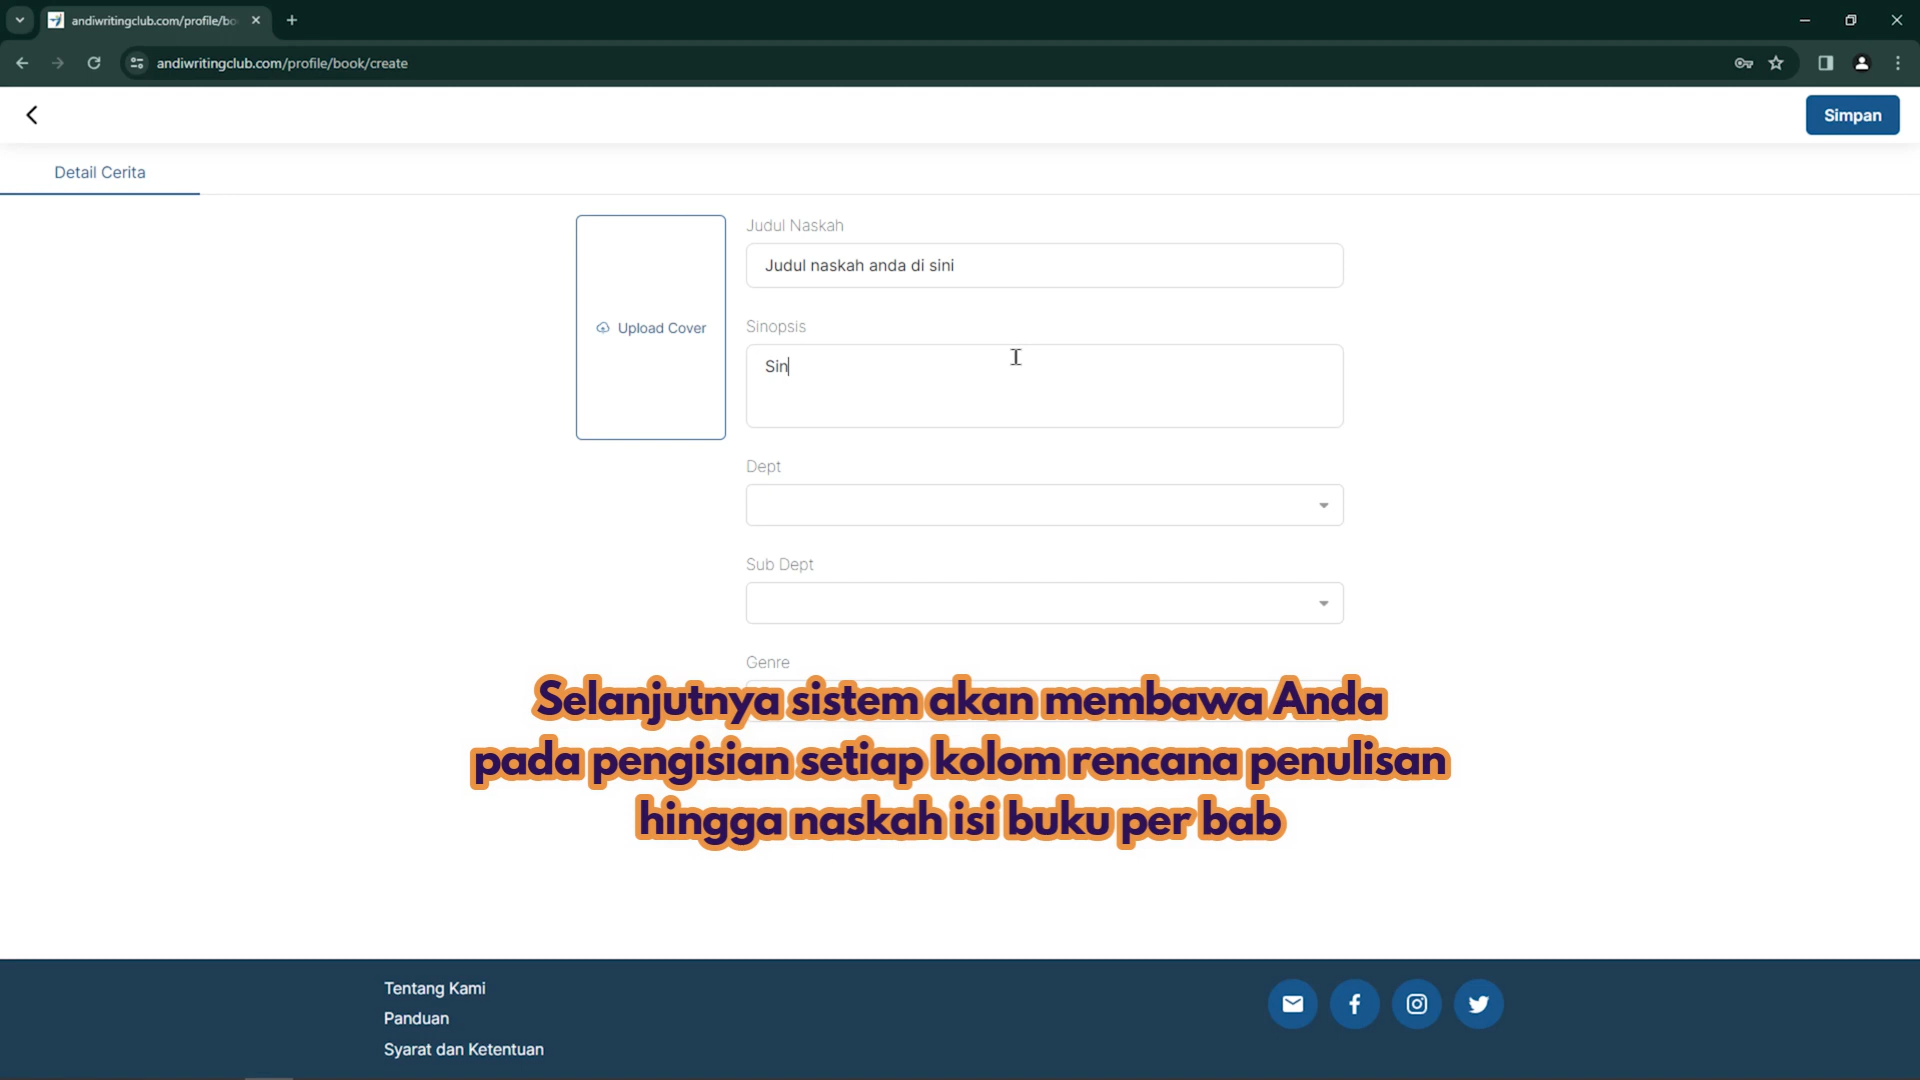 andiwritingclub.com/profile/bo
andiwritingclub.com/profile/book/create
Simpan
Detail Cerita
Judul Naskah
Judul naskah anda di sini
Upload Cover
Sinopsis
Sin
Dept
Sub Dept
Genre
Selanjutnya sistem akan membawa Anda
pada pengisian setiap kolom rencana penulisan
hingga naskah isi buku per bab
Tentang Kami
Panduan
Syarat dan Ketentuan